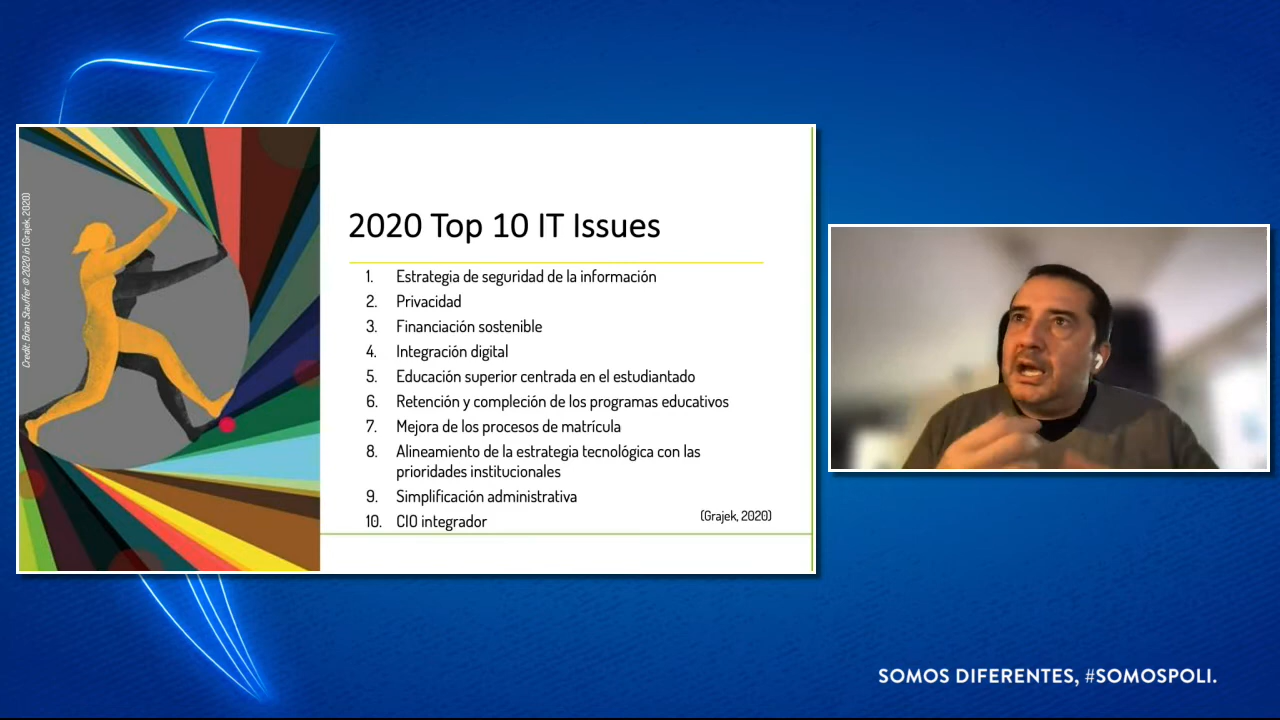 Credit: Brian Stauffer © 2020 in (Grajek, 2020)
2020 Top 10 IT Issues
1. Estrategia de seguridad de la información
2. Privacidad
3. Financiación sostenible
4. Integración digital
5. Educación superior centrada en el estudiantado
6. Retención y compleción de los programas educativos
7. Mejora de los procesos de matrícula
8. Alineamiento de la estrategia tecnológica con las
prioridades institucionales
9. Simplificación administrativa
10. CIO integrador
(Grajek, 2020)
SOMOS DIFERENTES, #SOMOSPOLI.